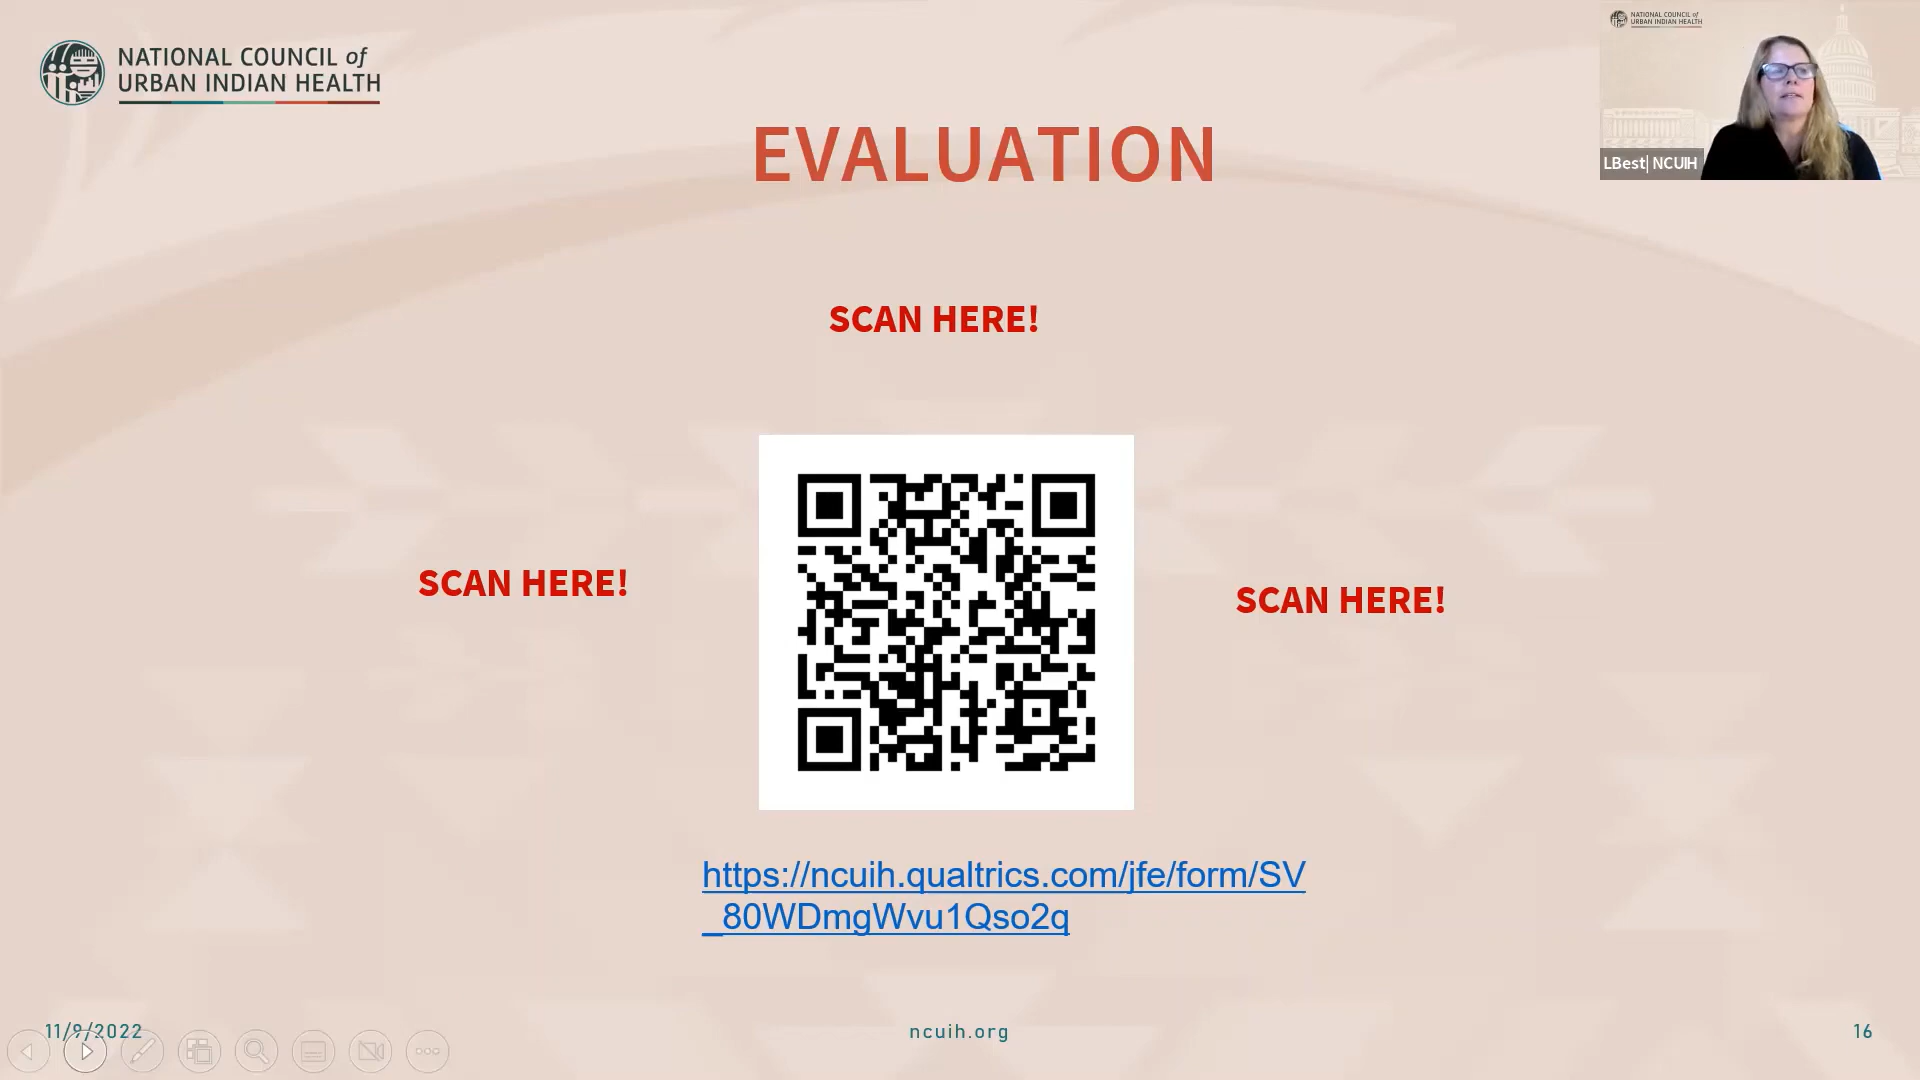 NATIONAL COUNCIL of
URBAN INDIAN HEALTH
NATIONAL COUNCIL of
URBAN INDIAN HEALTH
LBest| NCUIH
EVALUATION
SCAN HERE!
SCAN HERE!
SCAN HERE!
https://ncuih.qualtrics.com/jfe/form/SV
_80WDmgWvu1Qso2q
11/9/2022
ncuih.org
16